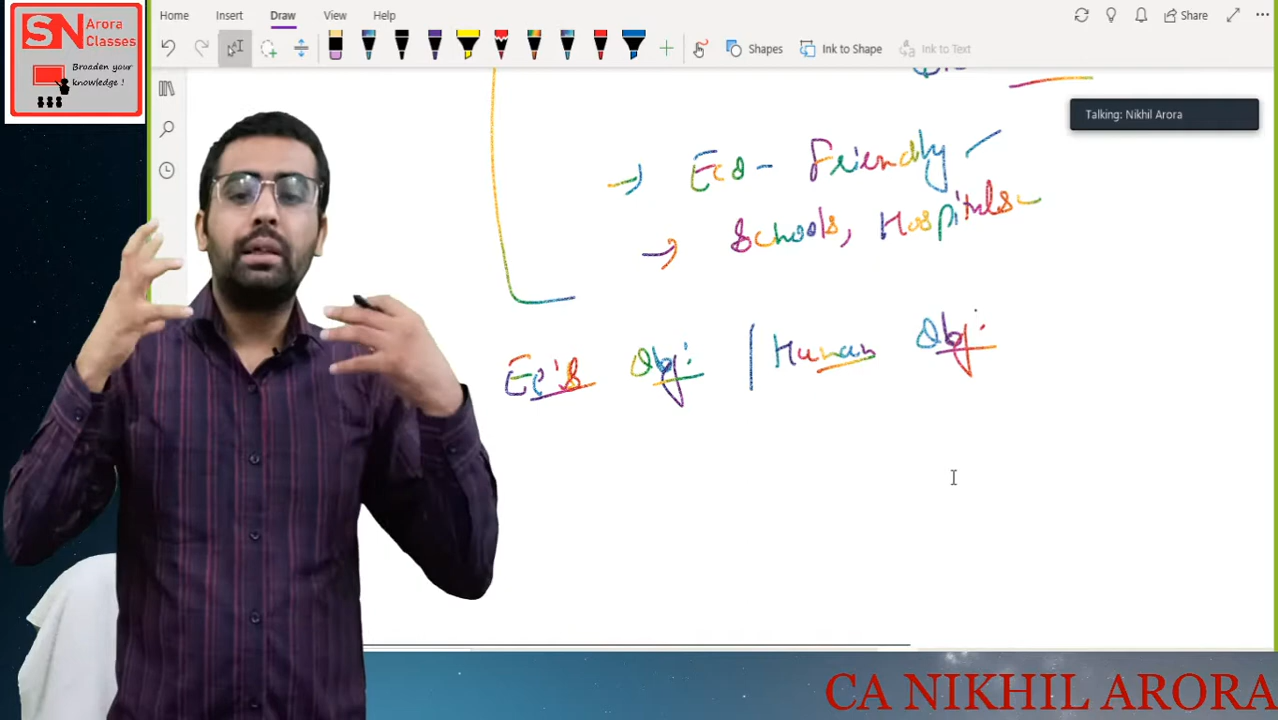 SN Arora Classes
Broaden your knowledge !
Home Insert Draw View Help
Share
Shapes Ink to Shape Ink to Text
Talking: Nikhil Arora
→ Eco - Friendly -
→ Schools, Hospitals
Ec's Obj: | Human Obj:
CA NIKHIL ARORA